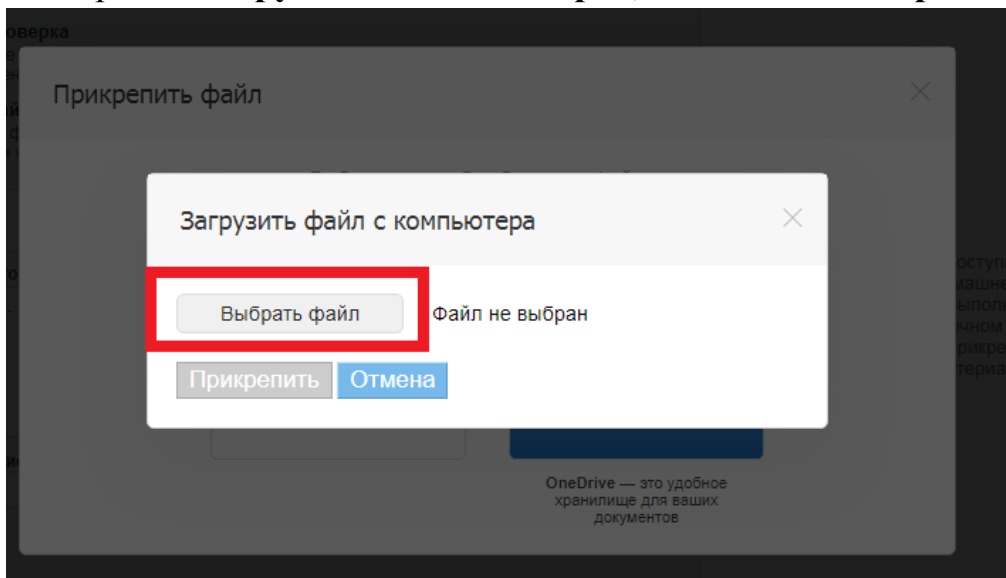 Прикрепить файл
Загрузить файл с компьютера
Выбрать файл
Файл не выбран
Прикрепить
Отмена
OneDrive — это удобное
хранилище для ваших
документов